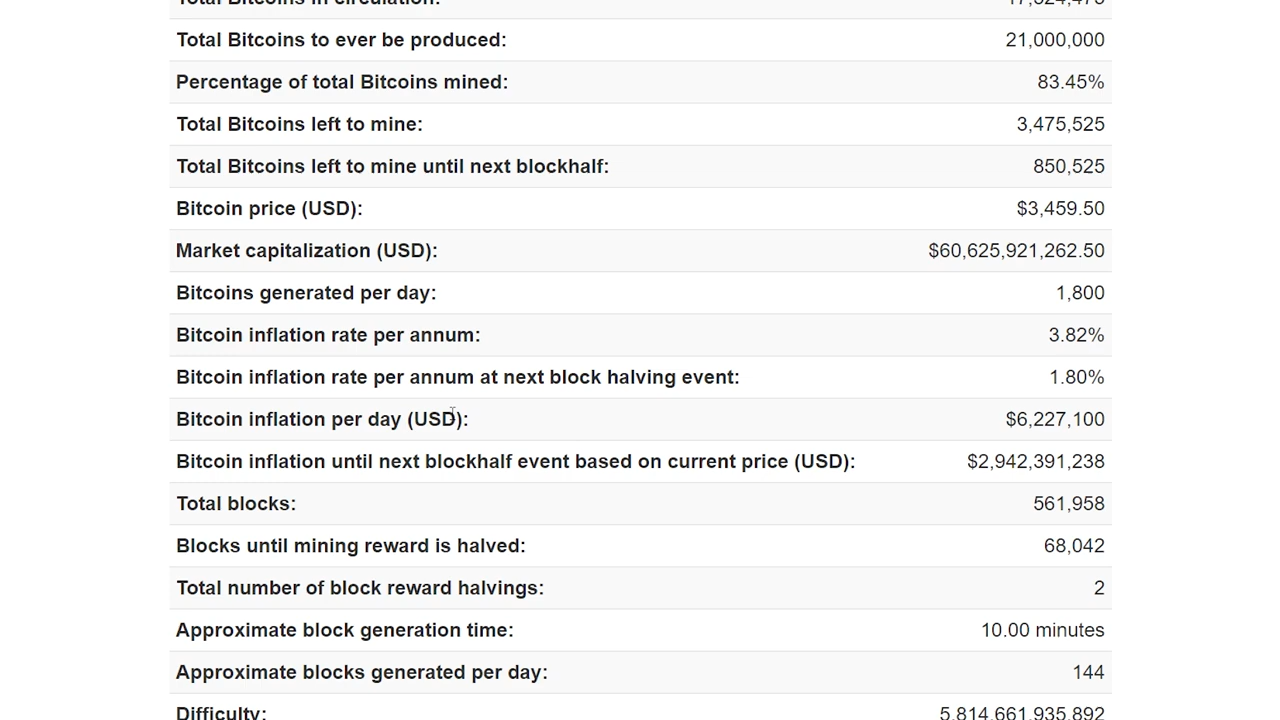 Total Bitcoins in circulation: 17,524,475
Total Bitcoins to ever be produced: 21,000,000
Percentage of total Bitcoins mined: 83.45%
Total Bitcoins left to mine: 3,475,525
Total Bitcoins left to mine until next blockhalf: 850,525
Bitcoin price (USD): $3,459.50
Market capitalization (USD): $60,625,921,262.50
Bitcoins generated per day: 1,800
Bitcoin inflation rate per annum: 3.82%
Bitcoin inflation rate per annum at next block halving event: 1.80%
Bitcoin inflation per day (USD): $6,227,100
Bitcoin inflation until next blockhalf event based on current price (USD): $2,942,391,238
Total blocks: 561,958
Blocks until mining reward is halved: 68,042
Total number of block reward halvings: 2
Approximate block generation time: 10.00 minutes
Approximate blocks generated per day: 144
Difficulty: 5,814,661,935,892